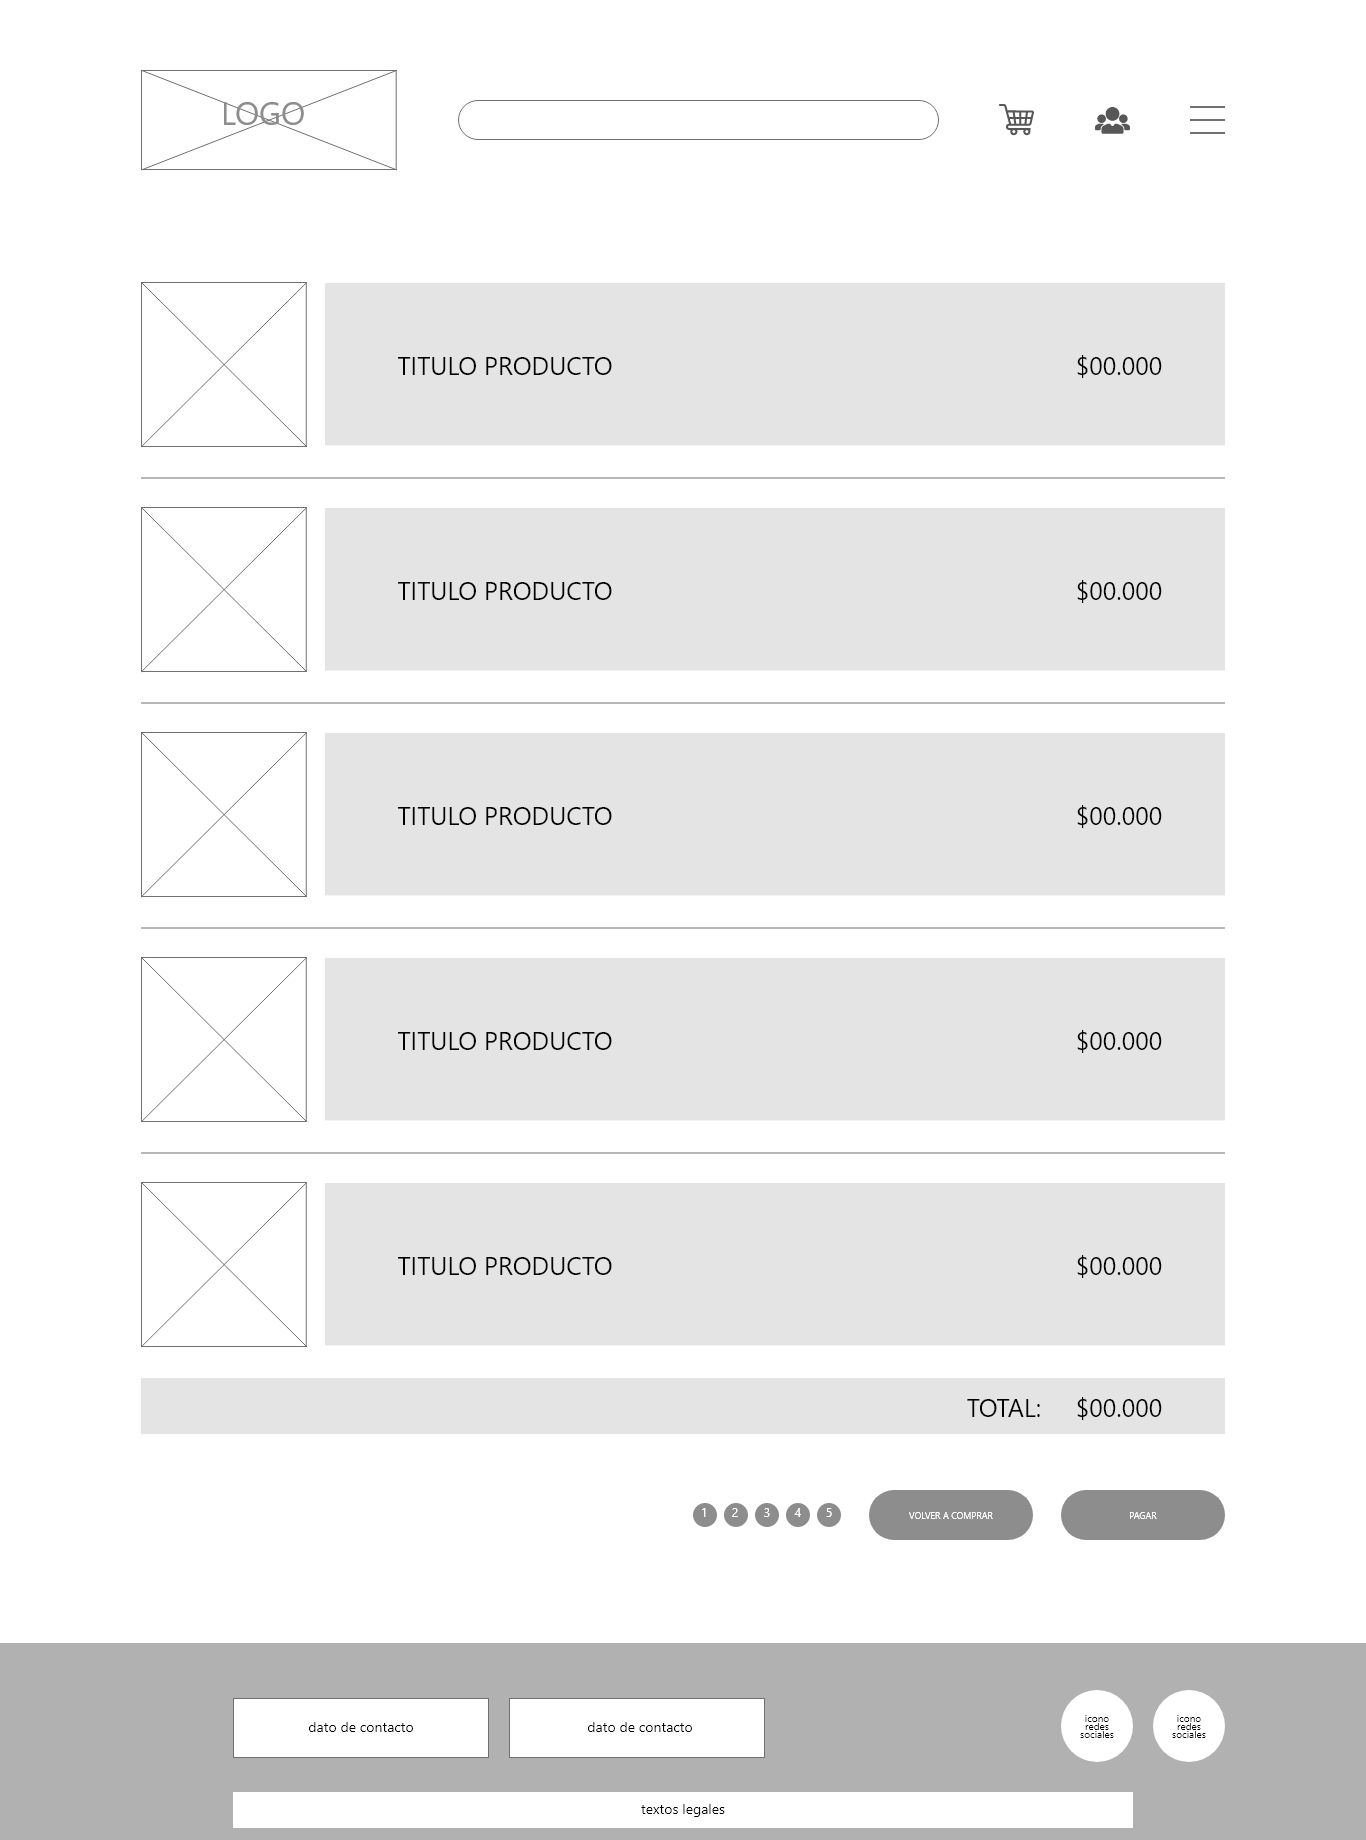 LOGO
TITULO PRODUCTO $00.000
TITULO PRODUCTO $00.000
TITULO PRODUCTO $00.000
TITULO PRODUCTO $00.000
TITULO PRODUCTO $00.000
TOTAL: $00.000
1 2 3 4 5 VOLVER A COMPRAR PAGAR
dato de contacto
dato de contacto
icono
redes
sociales
icono
redes
sociales
textos legales